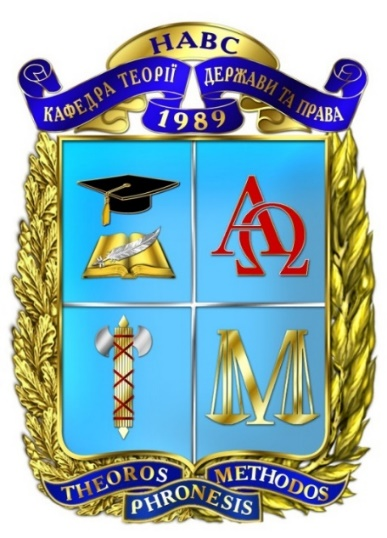 НАВС
КАФЕДРА ТЕОРІЇ ДЕРЖАВИ ТА ПРАВА
1989
ΑΩ
M
THEOROS METHODOS
PHRONESIS